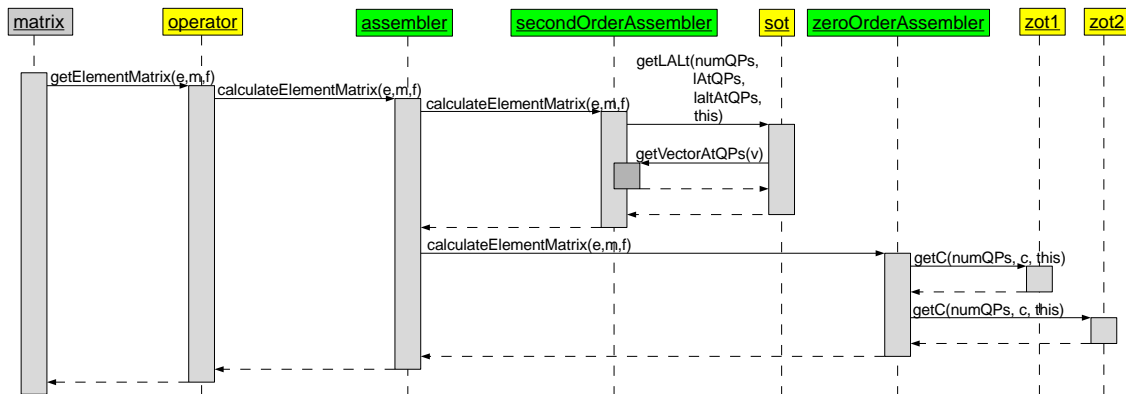 matrix operator assembler secondOrderAssembler sot zeroOrderAssembler zot1 zot2
getLALt(numQPs,
lAtQPs,
laltAtQPs,
this)
getElementMatrix(e,m,f)
calculateElementMatrix(e,m,f)
calculateElementMatrix(e,m,f)
getVectorAtQPs(v)
calculateElementMatrix(e,m,f)
getC(numQPs, c, this)
getC(numQPs, c, this)